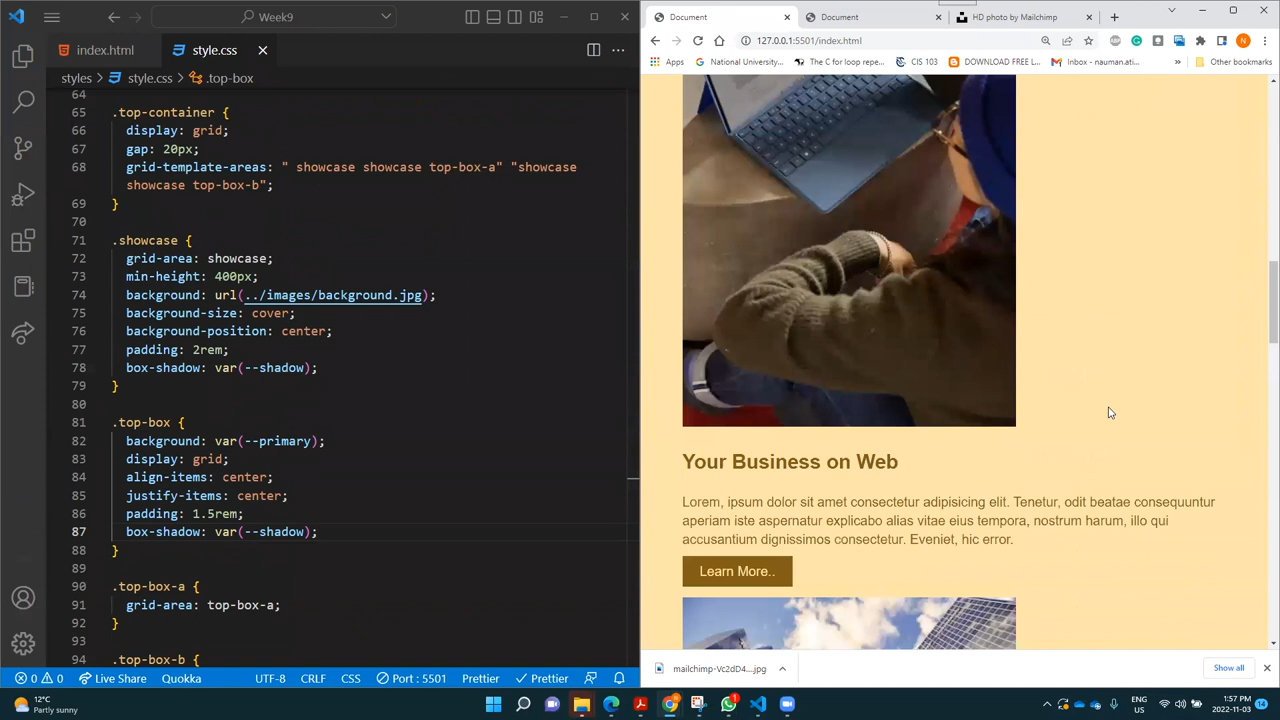 Week9
index.html
style.css
styles > style.css > .top-box
64
65 .top-container {
66 display: grid;
67 gap: 20px;
68 grid-template-areas: " showcase showcase top-box-a" "showcase
showcase top-box-b";
69 }
70
71 .showcase {
72 grid-area: showcase;
73 min-height: 400px;
74 background: url(../images/background.jpg);
75 background-size: cover;
76 background-position: center;
77 padding: 2rem;
78 box-shadow: var(--shadow);
79 }
80
81 .top-box {
82 background: var(--primary);
83 display: grid;
84 align-items: center;
85 justify-items: center;
86 padding: 1.5rem;
87 box-shadow: var(--shadow);
88 }
89
90 .top-box-a {
91 grid-area: top-box-a;
92 }
93
94 .top-box-b {
0 0 Live Share Quokka UTF-8 CRLF CSS Port : 5501 Prettier Prettier
Document
Document
HD photo by Mailchimp
127.0.0.1:5501/index.html
N
Apps National University... The C for loop repe... CIS 103 DOWNLOAD FREE L... Inbox - nauman.ati... » Other bookmarks
Your Business on Web
Lorem, ipsum dolor sit amet consectetur adipisicing elit. Tenetur, odit beatae consequuntur
aperiam iste aspernatur explicabo alias vitae eius tempora, nostrum harum, illo qui
accusantium dignissimos consectetur. Eveniet, hic error.
Learn More..
mailchimp-Vc2dD4....jpg
Show all
12°C
Partly sunny
1
ENG
US
1:57 PM
2022-11-03
14